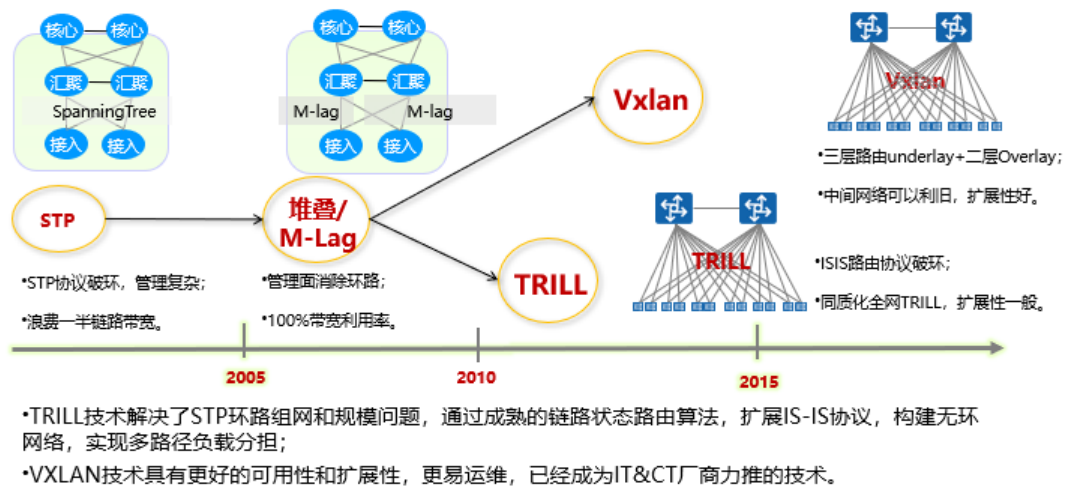 核心 核心
汇聚 汇聚
SpanningTree
接入 接入
核心 核心
汇聚 汇聚
M-lag M-lag
接入 接入
Vxlan
Vxlan
•三层路由underlay+二层Overlay；
•中间网络可以利旧，扩展性好。
STP
堆叠/
M-Lag
TRILL
TRILL
•STP协议破环，管理复杂；
•浪费一半链路带宽。
•管理面消除环路；
•100%带宽利用率。
•ISIS路由协议破环；
•同质化全网TRILL，扩展性一般。
2005
2010
2015
•TRILL技术解决了STP环路组网和规模问题，通过成熟的链路状态路由算法，扩展IS-IS协议，构建无环
网络，实现多路径负载分担；
•VXLAN技术具有更好的可用性和扩展性，更易运维，已经成为IT&CT厂商力推的技术。